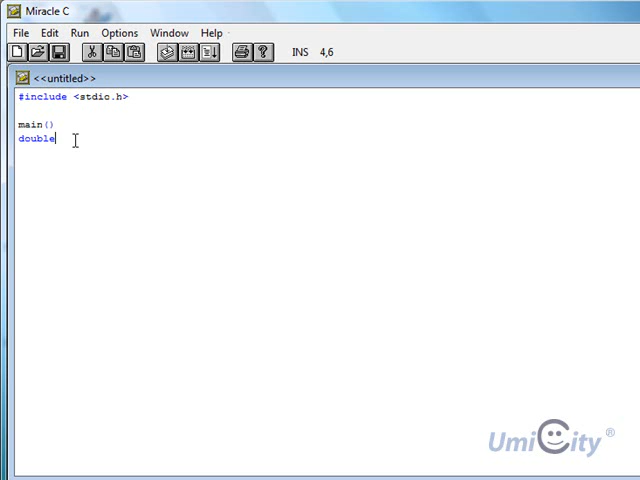 Miracle C
File Edit Run Options Window Help
INS 4,6
<<untitled>>
#include <stdio.h>
main()
double
UmiCity ®